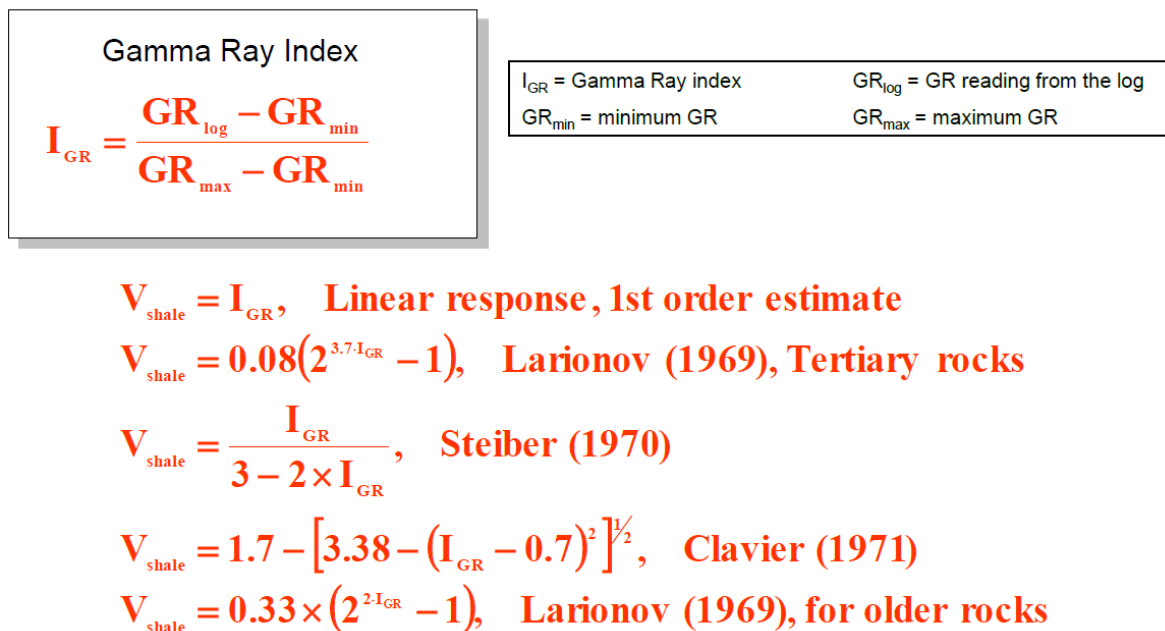 Gamma Ray Index
I_GR = (GR_log − GR_min) / (GR_max − GR_min)
I_GR = Gamma Ray index GR_log = GR reading from the log
GR_min = minimum GR GR_max = maximum GR
V_shale = I_GR, Linear response, 1st order estimate
V_shale = 0.08(2^(3.7·I_GR) − 1), Larionov (1969), Tertiary rocks
V_shale = I_GR / (3 − 2 × I_GR), Steiber (1970)
V_shale = 1.7 − [3.38 − (I_GR − 0.7)^2]^(1/2), Clavier (1971)
V_shale = 0.33 × (2^(2·I_GR) − 1), Larionov (1969), for older rocks